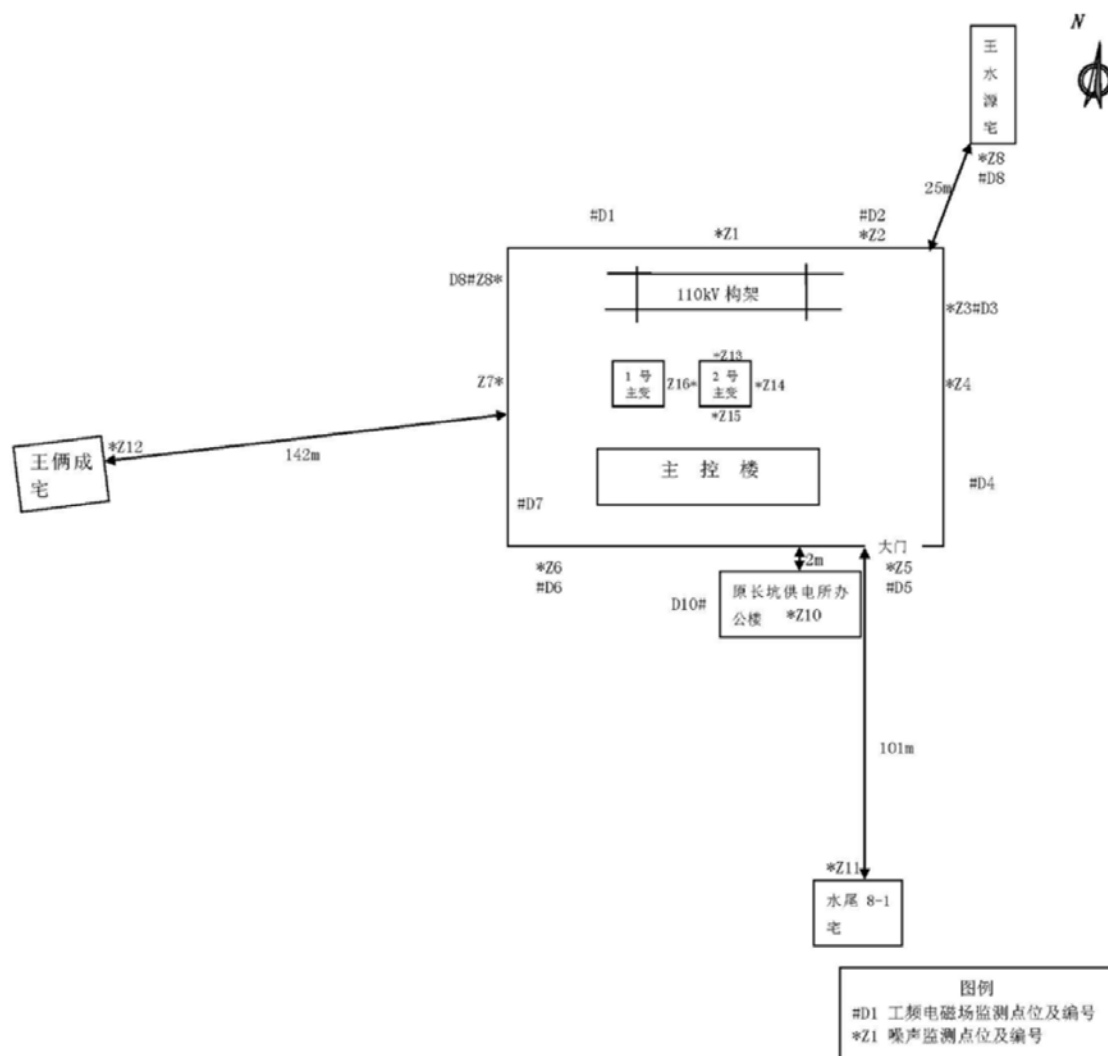 N
王
水
源
宅
*Z8
#D8
25m
#D1
*Z1
#D2
*Z2
D8#Z8*
110kV 构架
*Z3#D3
*Z13
1 号
主变
Z16*
2 号
主变
*Z14
*Z15
Z7*
*Z4
*Z12
王俩成
宅
142m
主 控 楼
#D7
#D4
大门
*Z6
#D6
2m
*Z5
#D5
D10#
原长坑供电所办
公楼 *Z10
101m
*Z11
水尾 8-1
宅
图例
#D1 工频电磁场监测点位及编号
*Z1 噪声监测点位及编号